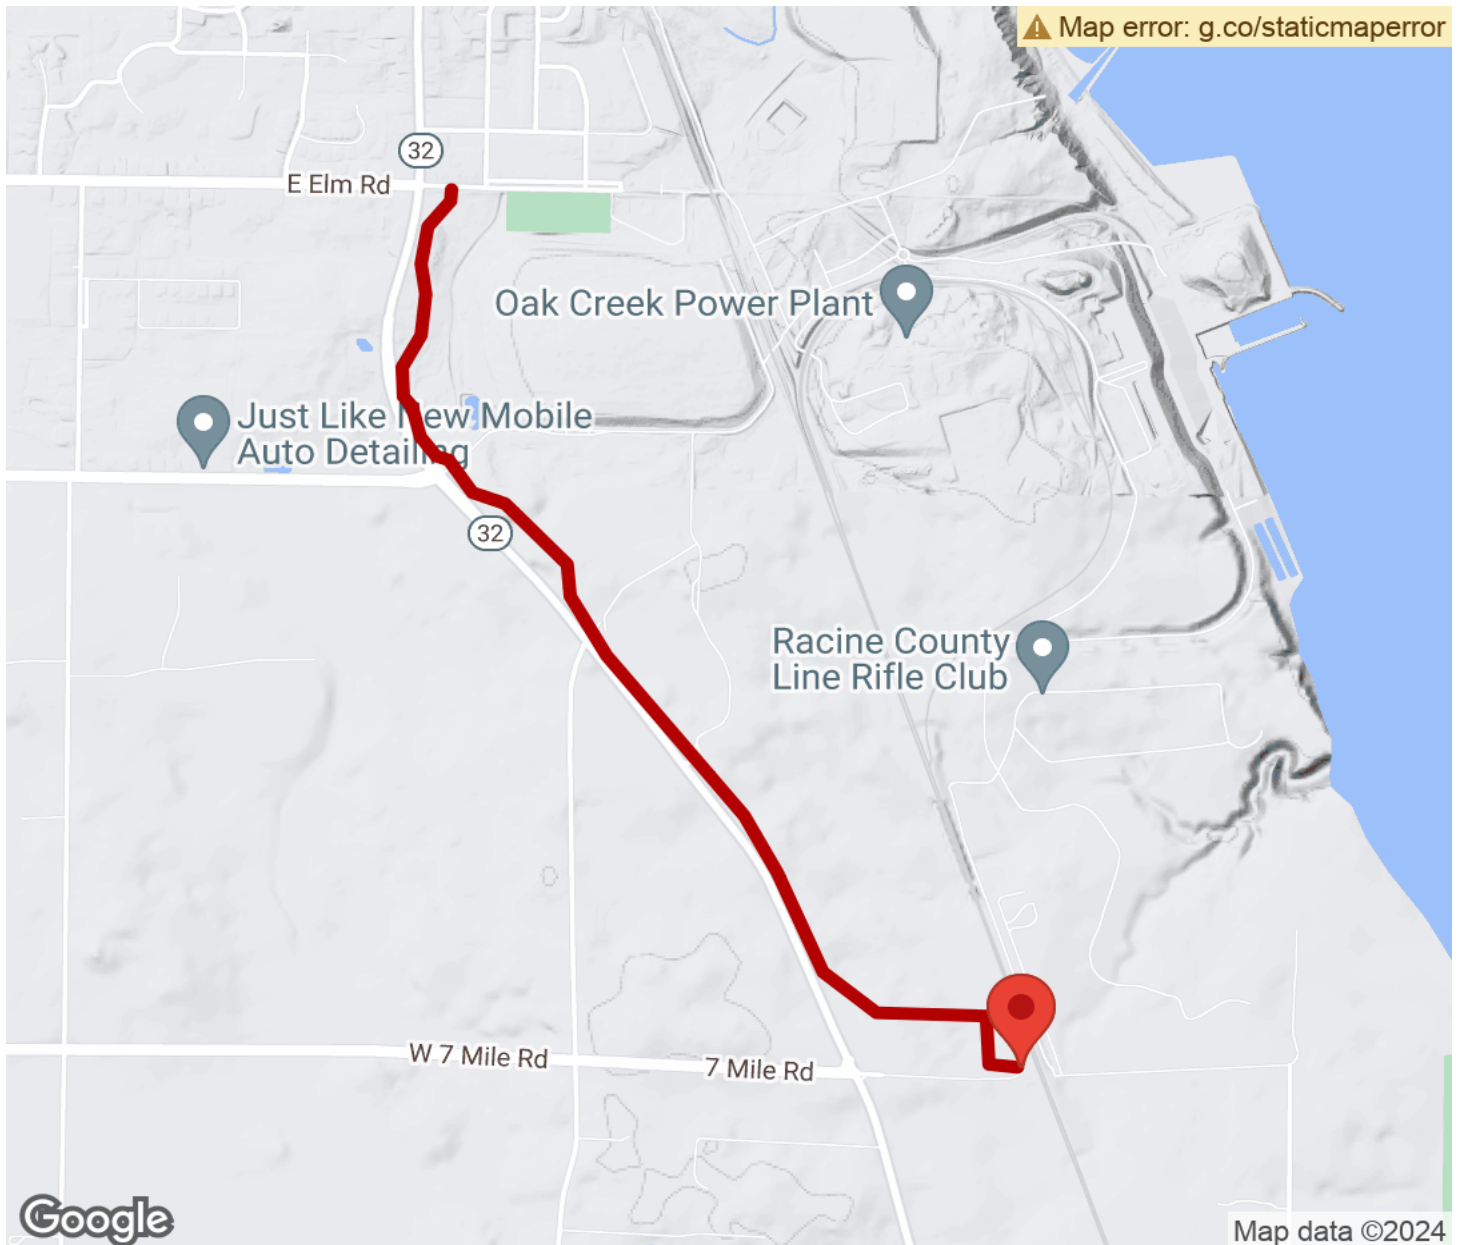 Map error: g.co/staticmaperror
32
E Elm Rd
Oak Creek Power Plant
Just Like New Mobile
Auto Detailing
32
Racine County
Line Rifle Club
W 7 Mile Rd
7 Mile Rd
Google
Map data ©2024